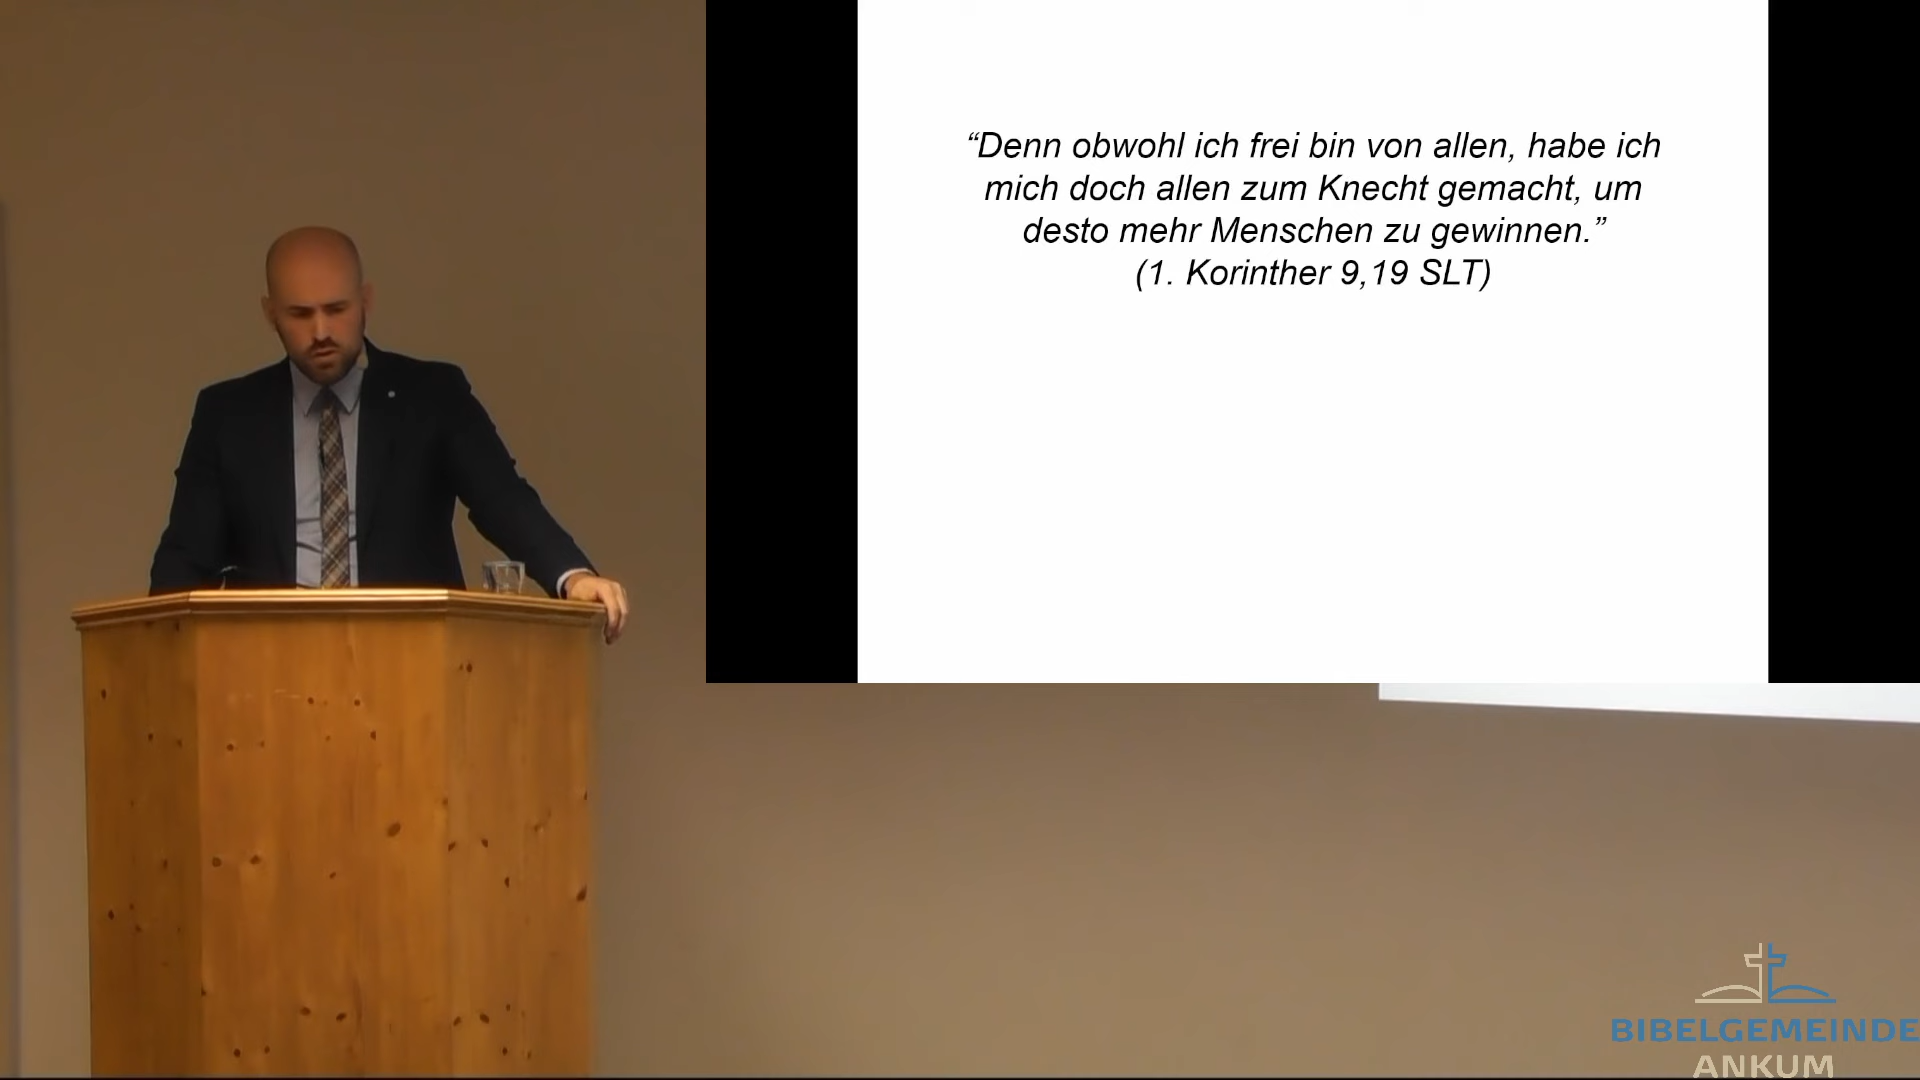 “Denn obwohl ich frei bin von allen, habe ich
mich doch allen zum Knecht gemacht, um
desto mehr Menschen zu gewinnen.”
(1. Korinther 9,19 SLT)
BIBELGEMEINDE
ANKUM